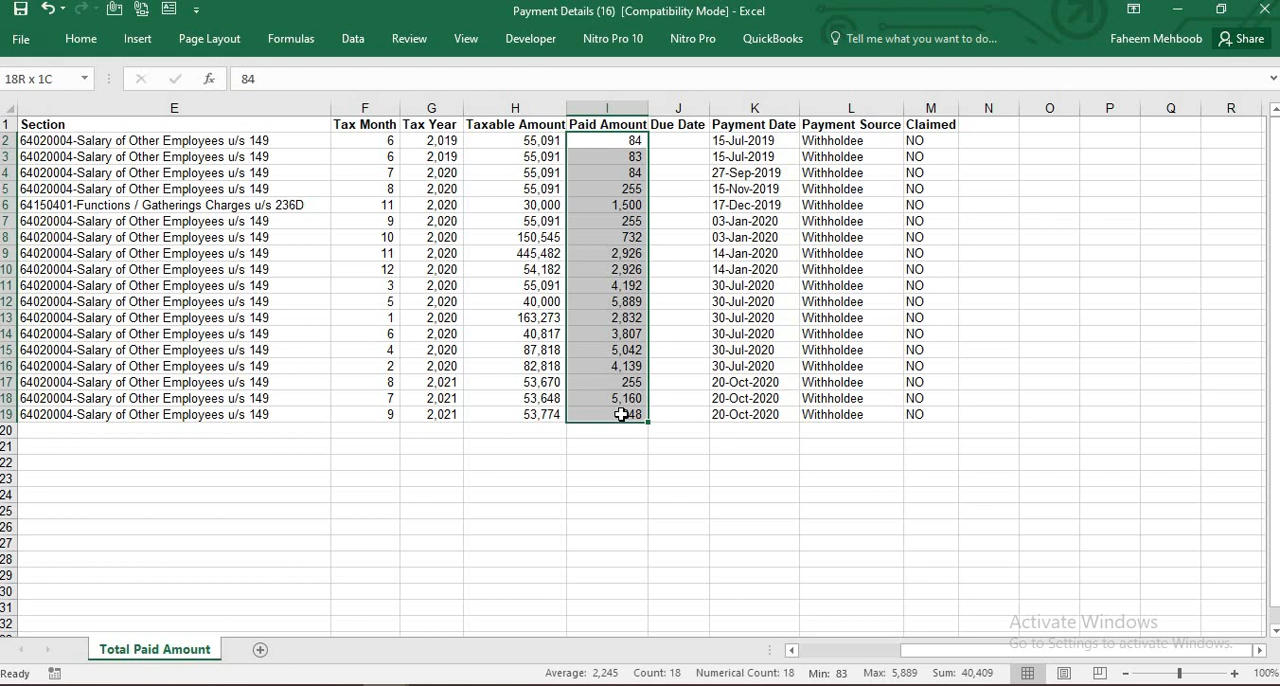 Payment Details (16) [Compatibility Mode] - Excel
File Home Insert Page Layout Formulas Data Review View Developer Nitro Pro 10 Nitro Pro QuickBooks Tell me what you want to do... Faheem Mehboob Share
18R x 1C fx 84
E F G H I J K L M N O P Q R
1 Section Tax Month Tax Year Taxable Amount Paid Amount Due Date Payment Date Payment Source Claimed
2 64020004-Salary of Other Employees u/s 149 6 2,019 55,091 84 15-Jul-2019 Withholdee NO
3 64020004-Salary of Other Employees u/s 149 6 2,019 55,091 83 15-Jul-2019 Withholdee NO
4 64020004-Salary of Other Employees u/s 149 7 2,020 55,091 84 27-Sep-2019 Withholdee NO
5 64020004-Salary of Other Employees u/s 149 8 2,020 55,091 255 15-Nov-2019 Withholdee NO
6 64150401-Functions / Gatherings Charges u/s 236D 11 2,020 30,000 1,500 17-Dec-2019 Withholdee NO
7 64020004-Salary of Other Employees u/s 149 9 2,020 55,091 255 03-Jan-2020 Withholdee NO
8 64020004-Salary of Other Employees u/s 149 10 2,020 150,545 732 03-Jan-2020 Withholdee NO
9 64020004-Salary of Other Employees u/s 149 11 2,020 445,482 2,926 14-Jan-2020 Withholdee NO
10 64020004-Salary of Other Employees u/s 149 12 2,020 54,182 2,926 14-Jan-2020 Withholdee NO
11 64020004-Salary of Other Employees u/s 149 3 2,020 55,091 4,192 30-Jul-2020 Withholdee NO
12 64020004-Salary of Other Employees u/s 149 5 2,020 40,000 5,889 30-Jul-2020 Withholdee NO
13 64020004-Salary of Other Employees u/s 149 1 2,020 163,273 2,832 30-Jul-2020 Withholdee NO
14 64020004-Salary of Other Employees u/s 149 6 2,020 40,817 3,807 30-Jul-2020 Withholdee NO
15 64020004-Salary of Other Employees u/s 149 4 2,020 87,818 5,042 30-Jul-2020 Withholdee NO
16 64020004-Salary of Other Employees u/s 149 2 2,020 82,818 4,139 30-Jul-2020 Withholdee NO
17 64020004-Salary of Other Employees u/s 149 8 2,021 53,670 255 20-Oct-2020 Withholdee NO
18 64020004-Salary of Other Employees u/s 149 7 2,021 53,648 5,160 20-Oct-2020 Withholdee NO
19 64020004-Salary of Other Employees u/s 149 9 2,021 53,774 20-Oct-2020 Withholdee NO
20
21
22
23
24
25
26
27
28
29
30
31
32
Activate Windows
Go to Settings to activate Windows.
Total Paid Amount
Ready Average: 2,245 Count: 18 Numerical Count: 18 Min: 83 Max: 5,889 Sum: 40,409 100%